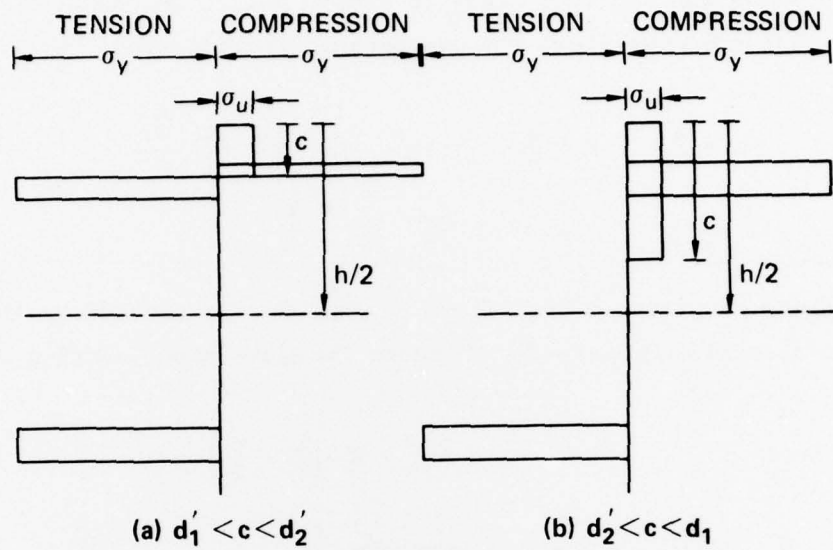 TENSION COMPRESSION TENSION COMPRESSION
σy σy σy σy
σu σu
c
c
h/2 h/2
(a) d₁′ < c < d₂′ (b) d₂′ < c < d₁